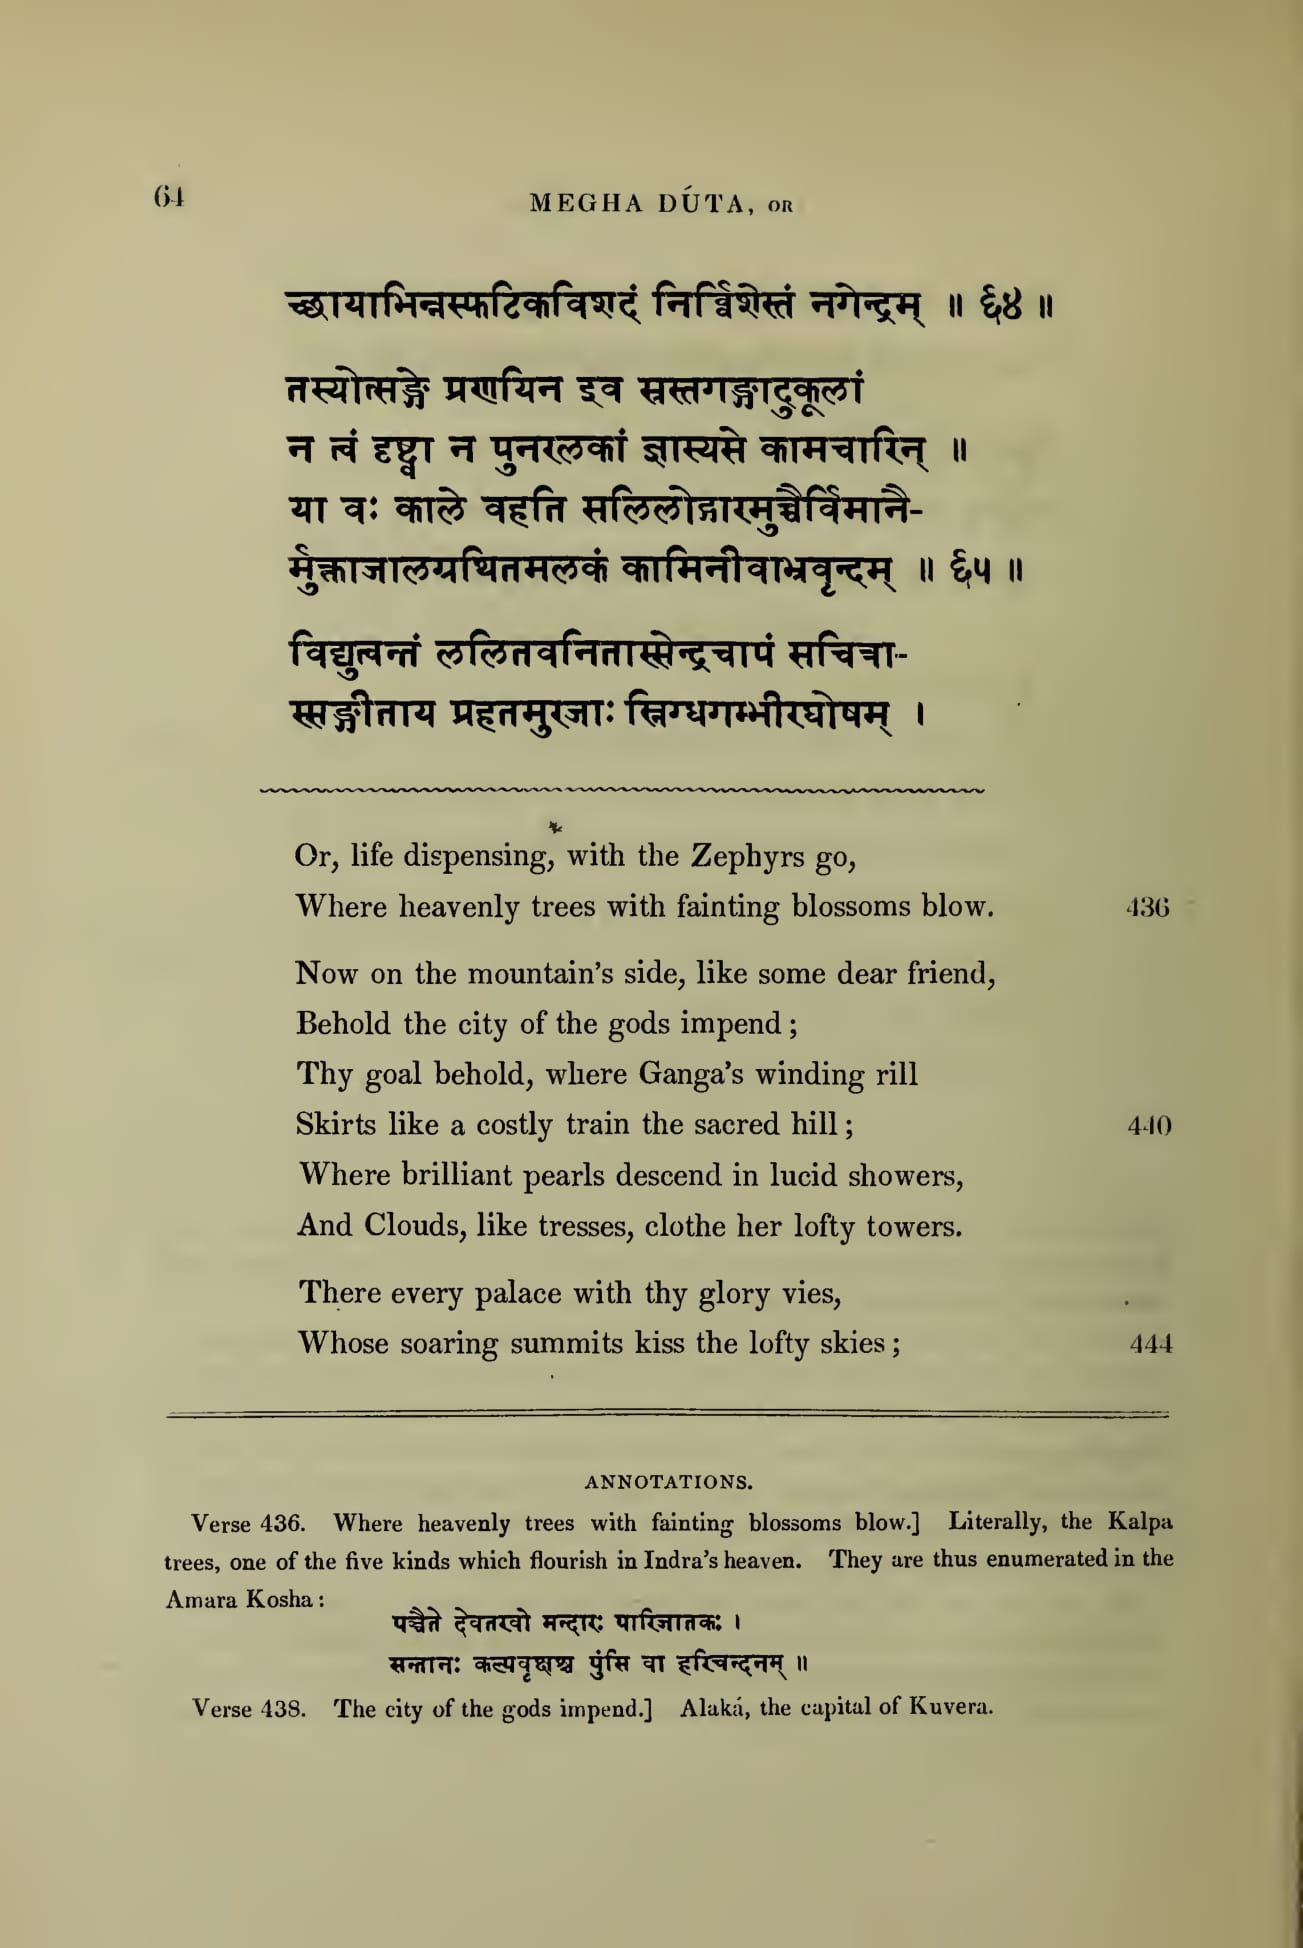 64
MEGHA DÚTA, OR
च्छायाभिन्नस्फटिकविशदं निर्व्विशेस्तं नगेन्द्रम् ॥ ६४ ॥
तस्योत्सङ्गे प्रणयिन इव स्रस्तगङ्गादुकूलां
न त्वं दृष्ट्वा न पुनरलकां ज्ञास्यसे कामचारिन् ॥
या वः काले वहति सलिलोद्गारमुच्चैर्विमानै-
र्मुक्ताजालग्रथितमलकं कामिनीवाभ्रवृन्दम् ॥ ६५ ॥
विद्युत्वन्तं ललितवनितास्सेन्द्रचापं सचित्रा-
स्सङ्गीताय प्रहतमुरजाः स्निग्धगम्भीरघोषम् ।
Or, life dispensing, with the Zephyrs go,
Where heavenly trees with fainting blossoms blow. 436
Now on the mountain's side, like some dear friend,
Behold the city of the gods impend;
Thy goal behold, where Ganga's winding rill
Skirts like a costly train the sacred hill; 440
Where brilliant pearls descend in lucid showers,
And Clouds, like tresses, clothe her lofty towers.
There every palace with thy glory vies,
Whose soaring summits kiss the lofty skies; 444
ANNOTATIONS.
Verse 436. Where heavenly trees with fainting blossoms blow.] Literally, the Kalpa
trees, one of the five kinds which flourish in Indra's heaven. They are thus enumerated in the
Amara Kosha:
पञ्चैते देवतरवो मन्दारः पारिजातकः ।
सन्तानः कल्पवृक्षश्च पुंसि वा हरिचन्दनम् ॥
Verse 438. The city of the gods impend.] Alaká, the capital of Kuvera.